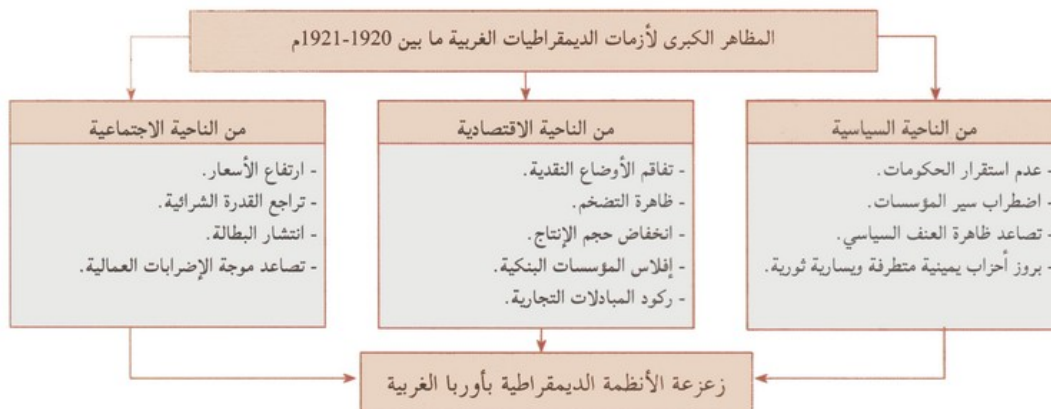 المظاهر الكبرى لأزمات الديمقراطيات الغربية ما بين 1920-1921م
من الناحية السياسية
- عدم استقرار الحكومات.
- اضطراب سير المؤسسات.
- تصاعد ظاهرة العنف السياسي.
- بروز أحزاب يمينية متطرفة ويسارية ثورية.
من الناحية الاقتصادية
- تفاقم الأوضاع النقدية.
- ظاهرة التضخم.
- انخفاض حجم الإنتاج.
- إفلاس المؤسسات البنكية.
- ركود المبادلات التجارية.
من الناحية الاجتماعية
- ارتفاع الأسعار.
- تراجع القدرة الشرائية.
- انتشار البطالة.
- تصاعد موجة الإضرابات العمالية.
زعزعة الأنظمة الديمقراطية بأوربا الغربية